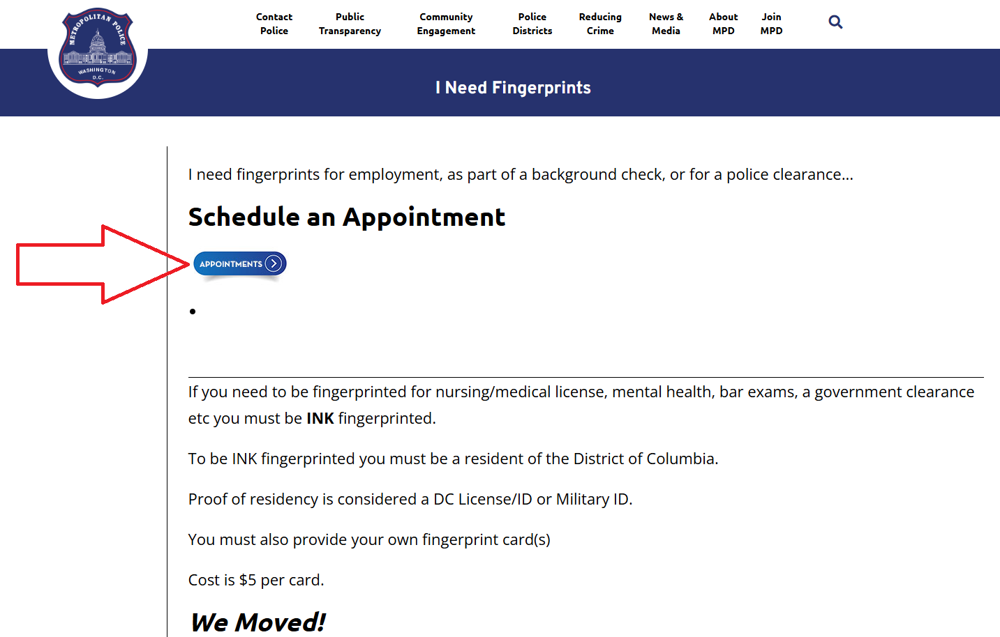 METROPOLITAN POLICE
WASHINGTON
D.C.
Contact Police
Public Transparency
Community Engagement
Police Districts
Reducing Crime
News & Media
About MPD
Join MPD
I Need Fingerprints
I need fingerprints for employment, as part of a background check, or for a police clearance...
Schedule an Appointment
APPOINTMENTS
If you need to be fingerprinted for nursing/medical license, mental health, bar exams, a government clearance
etc you must be INK fingerprinted.
To be INK fingerprinted you must be a resident of the District of Columbia.
Proof of residency is considered a DC License/ID or Military ID.
You must also provide your own fingerprint card(s)
Cost is $5 per card.
We Moved!